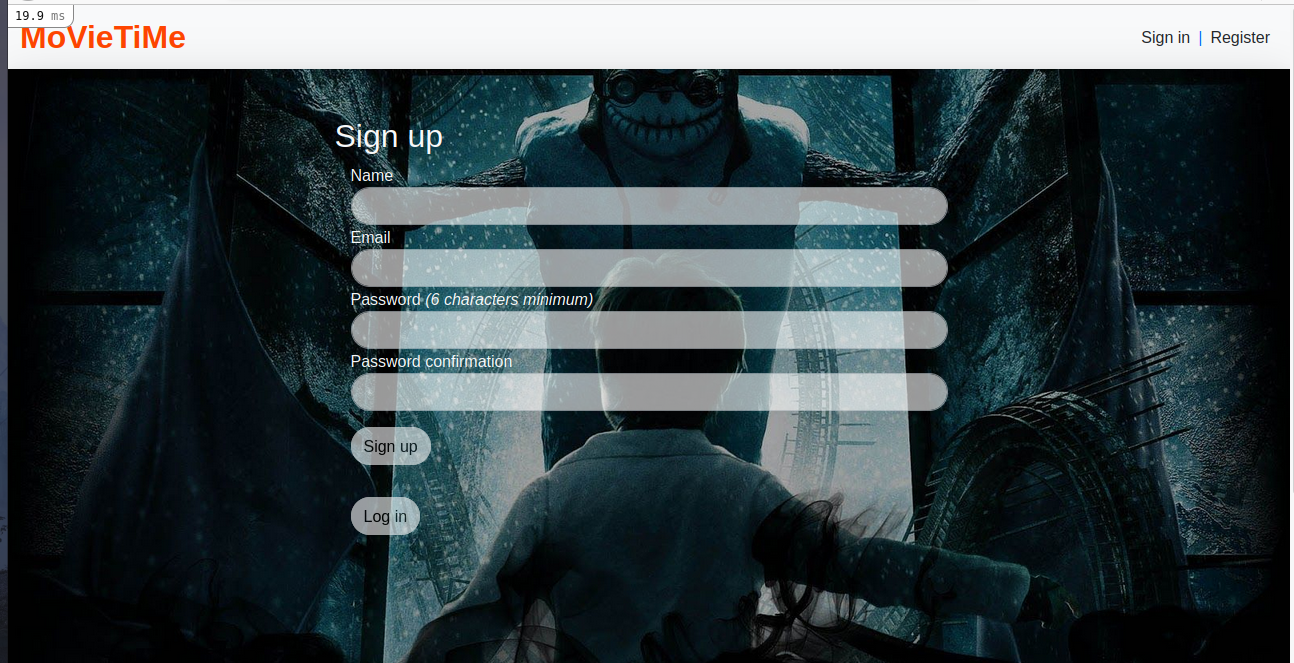 19.9 ms
MoVieTiMe
Sign in | Register
Sign up
Name
Email
Password (6 characters minimum)
Password confirmation
Sign up
Log in